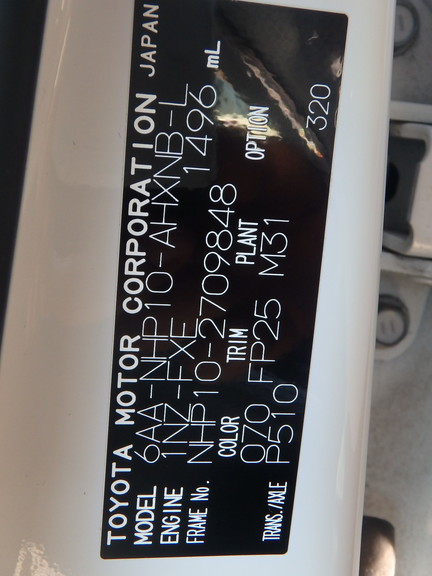 TOYOTA MOTOR CORPORATION JAPAN
MODEL 6AA-NHP10-AHXNB-L
ENGINE 1NZ-FXE 1496 mL
FRAME No. NHP10-2709848
COLOR TRIM PLANT OPTION
070 FP25 M31 320
TRANS./AXLE P510